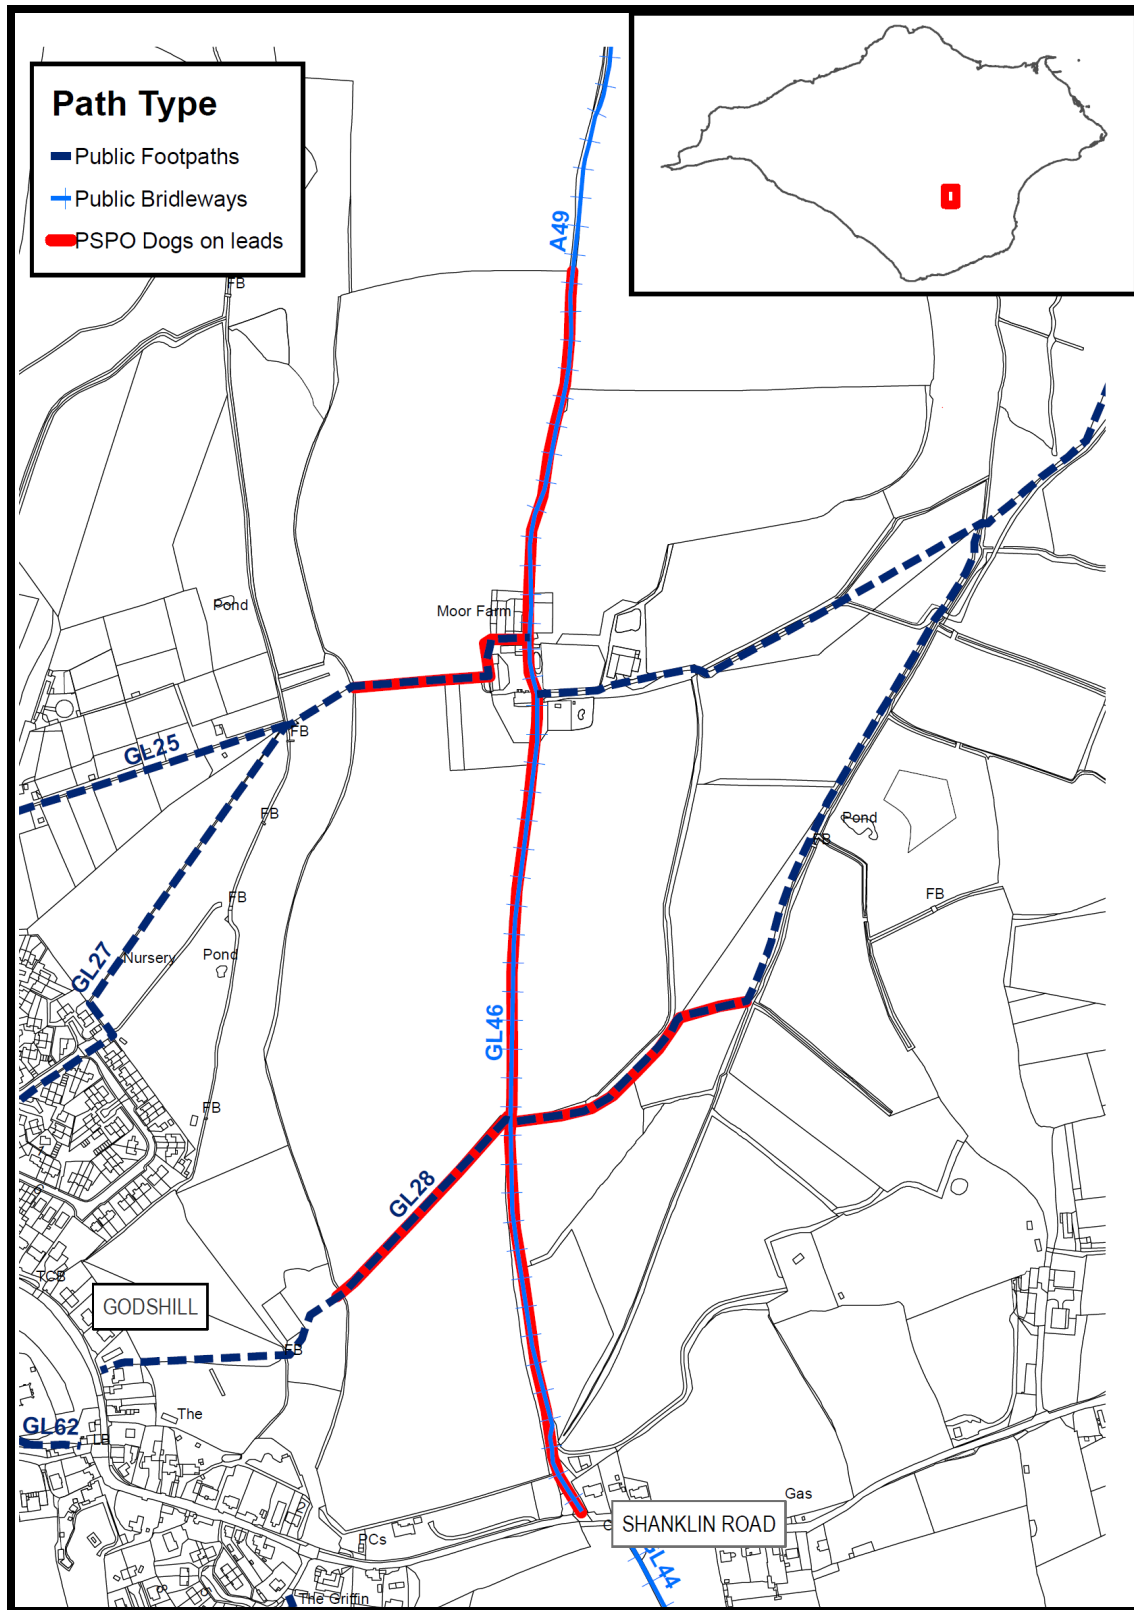 Path Type
Public Footpaths
Public Bridleways
PSPO Dogs on leads
A49
FB
Pond
Moor Farm
GL25
FB
FB
Pond
FB
FB
FB
GL27
Nursery
Pond
GL46
FB
GL28
TCB
GODSHILL
FB
The
GL62
LB
2
Gas
SHANKLIN ROAD
PCs
GL44
The Griffin